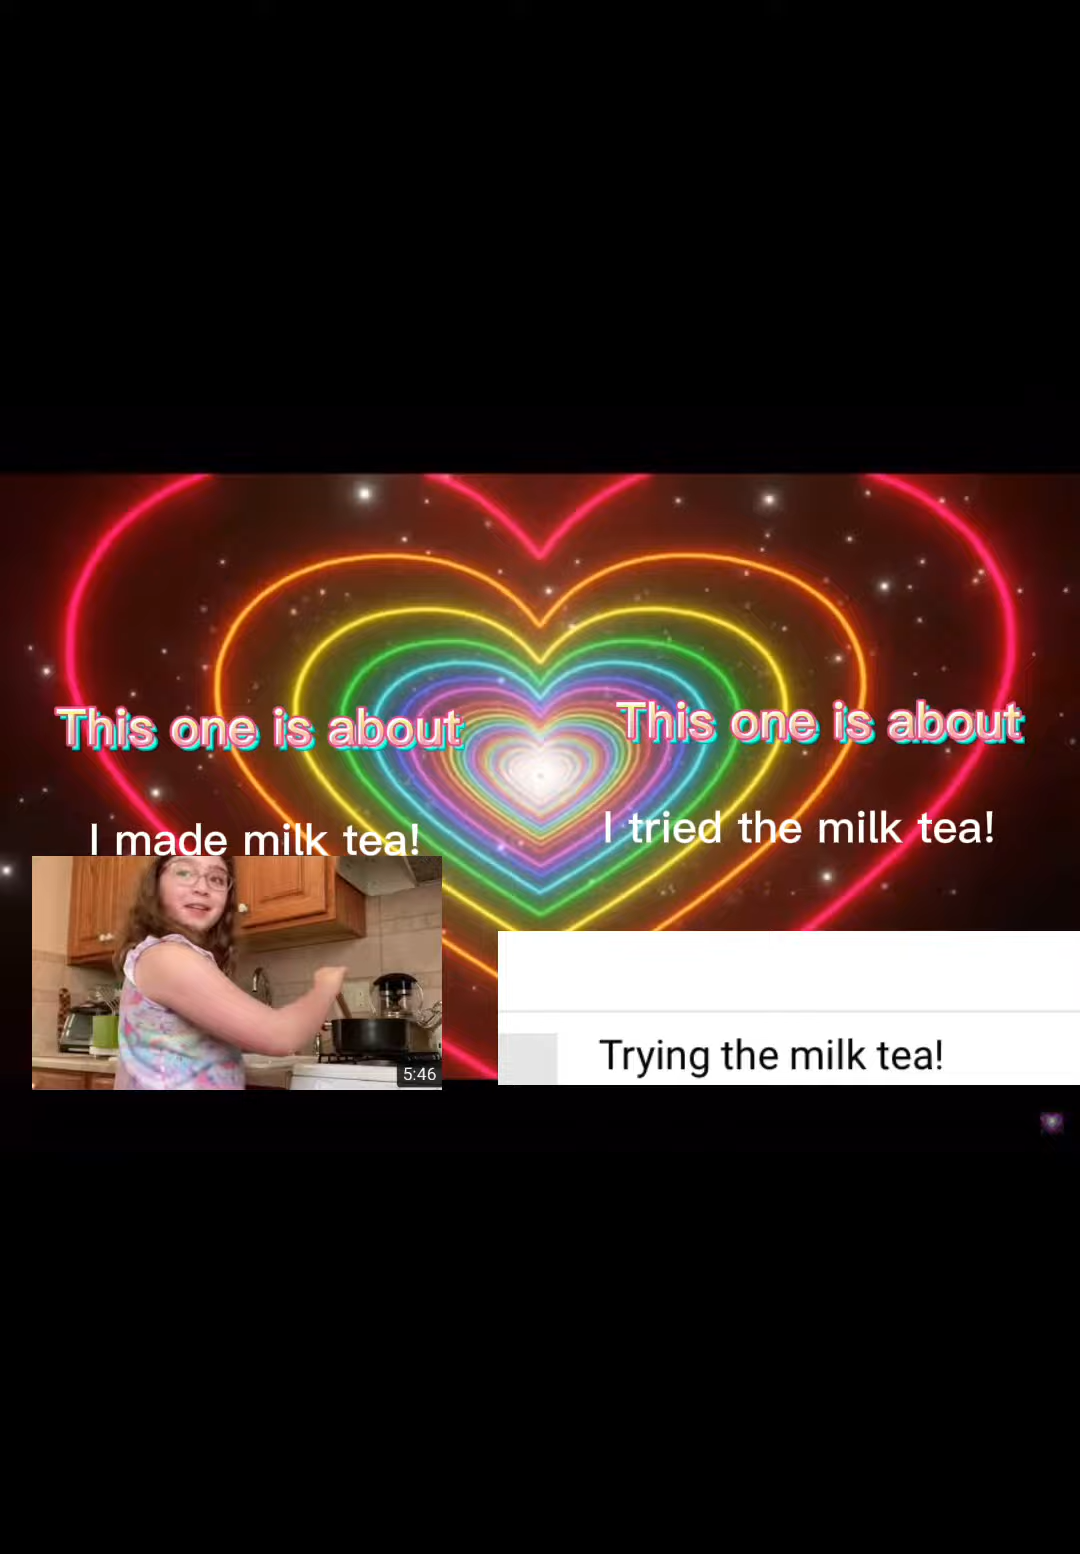 This one is about
This one is about
I made milk tea!
I tried the milk tea!
Trying the milk tea!
5:46